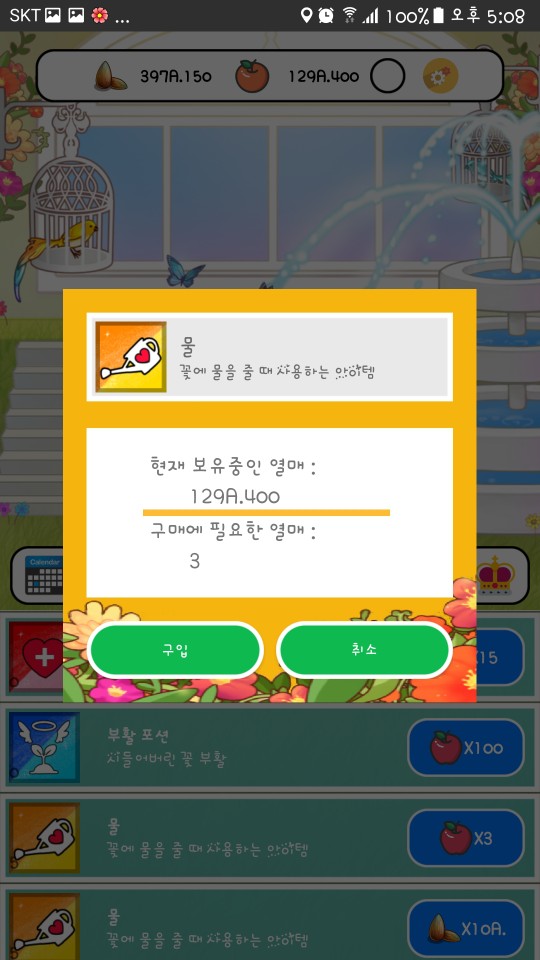 SKT ... 100% 오후 5:08
397A.150 129A.400
물
꽃에 물을 줄 때 사용하는 아이템
현재 보유중인 열매 :
129A.400
구매에 필요한 열매 :
3
Calendar
구입 취소
X15
부활 포션
시들어버린 꽃 부활
X100
물
꽃에 물을 줄 때 사용하는 아이템
X3
물
꽃에 물을 줄 때 사용하는 아이템
X10A.